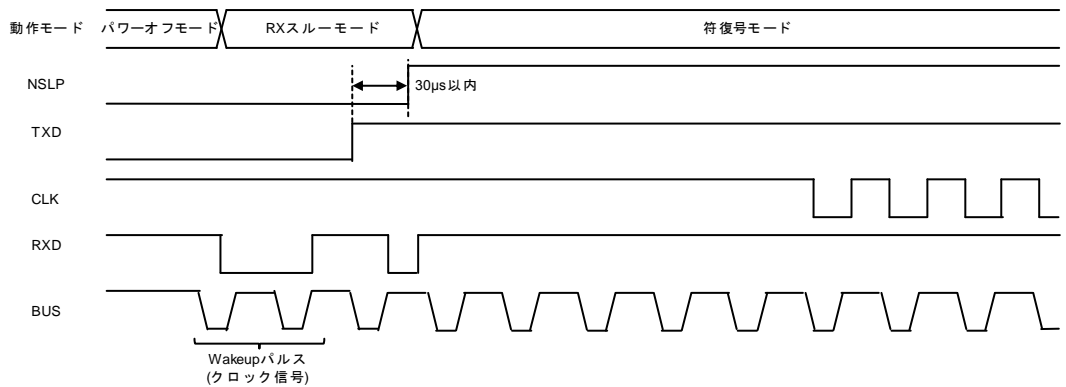 動作モード パワーオフモード RXスルーモード 符復号モード
NSLP
30μs以内
TXD
CLK
RXD
BUS
Wakeupパルス
(クロック信号)